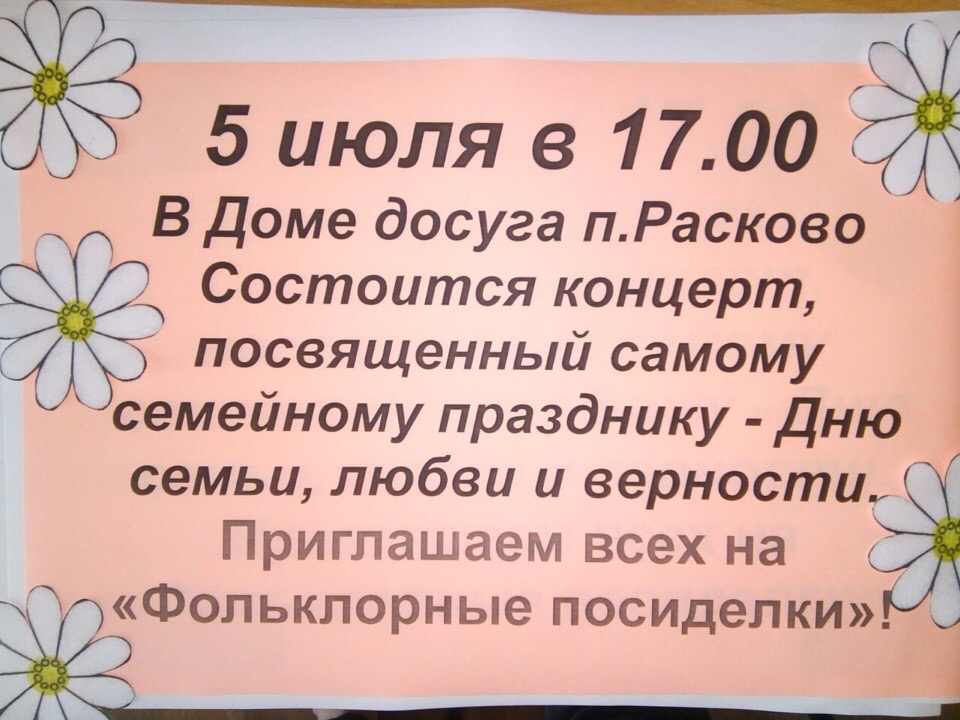 5 июля в 17.00
В Доме досуга п.Расково
Состоится концерт,
посвященный самому
семейному празднику - Дню
семьи, любви и верности.
Приглашаем всех на
«Фольклорные посиделки»!